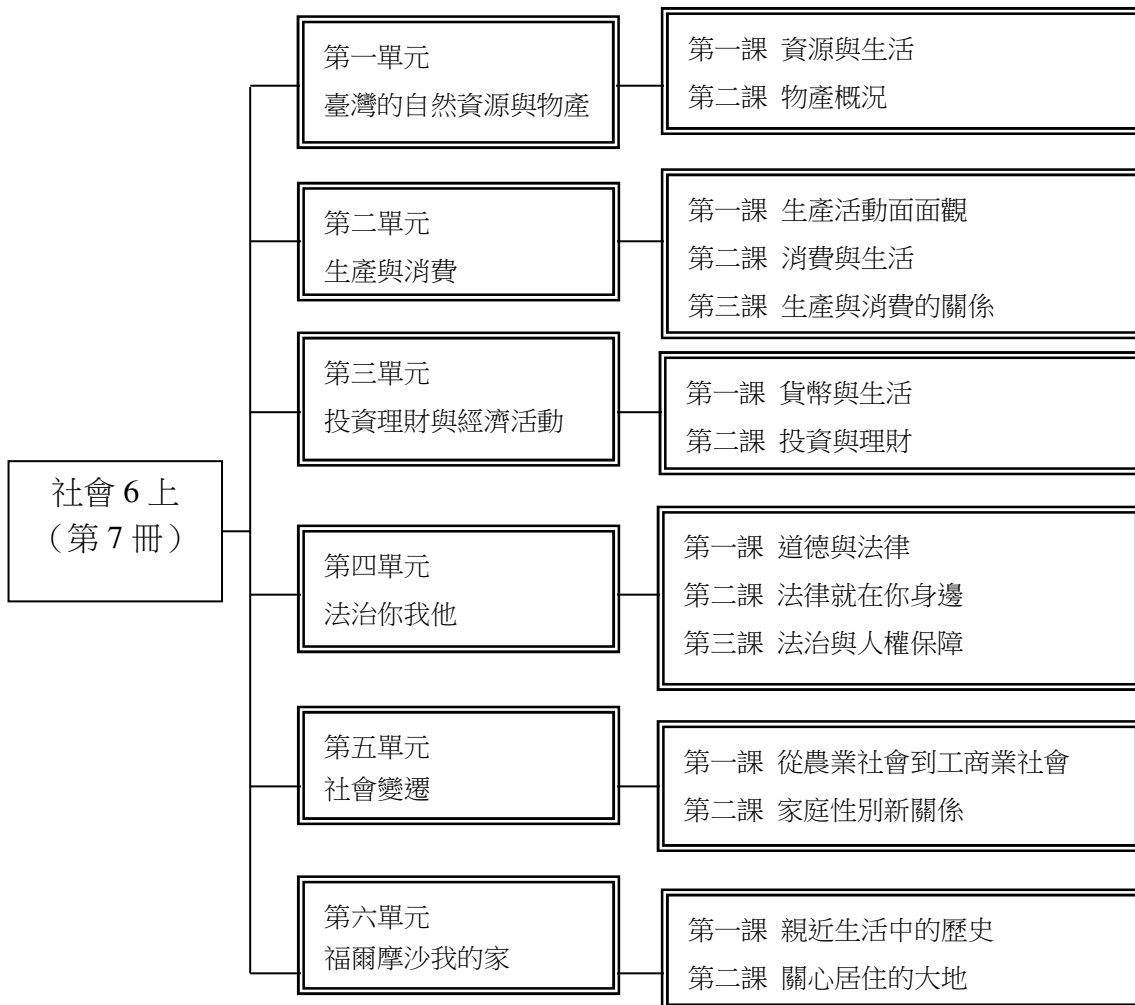 第一單元
臺灣的自然資源與物產
第一課 資源與生活
第二課 物產概況
第二單元
生產與消費
第一課 生產活動面面觀
第二課 消費與生活
第三課 生產與消費的關係
第三單元
投資理財與經濟活動
第一課 貨幣與生活
第二課 投資與理財
社會 6 上
（第 7 冊）
第四單元
法治你我他
第一課 道德與法律
第二課 法律就在你身邊
第三課 法治與人權保障
第五單元
社會變遷
第一課 從農業社會到工商業社會
第二課 家庭性別新關係
第六單元
福爾摩沙我的家
第一課 親近生活中的歷史
第二課 關心居住的大地